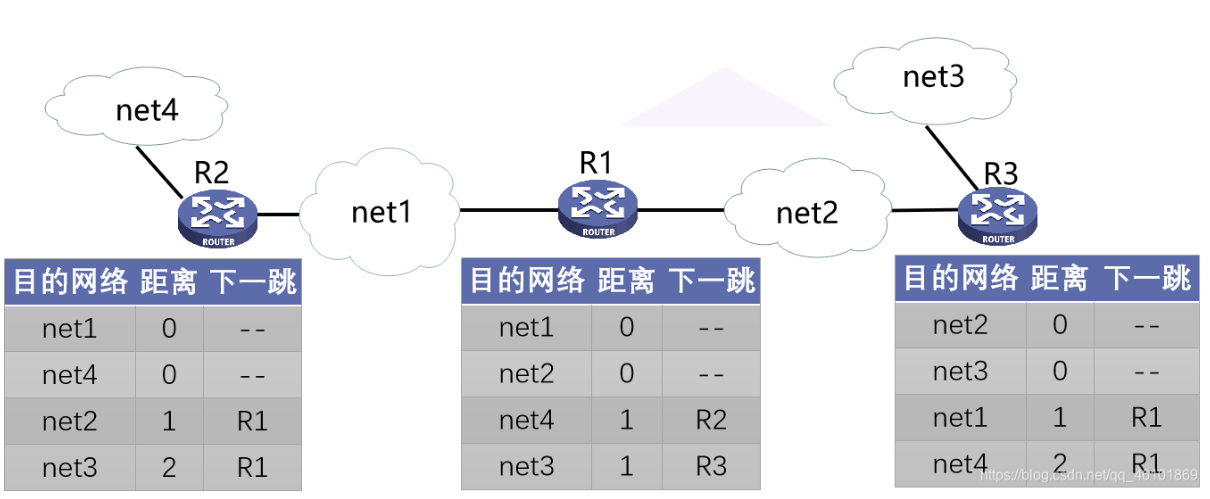 net4
net3
R2
R1
R3
net1
net2
ROUTER
ROUTER
ROUTER
目的网络 距离 下一跳
net1 0 --
net4 0 --
net2 1 R1
net3 2 R1
目的网络 距离 下一跳
net1 0 --
net2 0 --
net4 1 R2
net3 1 R3
目的网络 距离 下一跳
net2 0 --
net3 0 --
net1 1 R1
net4 2 R1
https://blog.csdn.net/qq_40101869